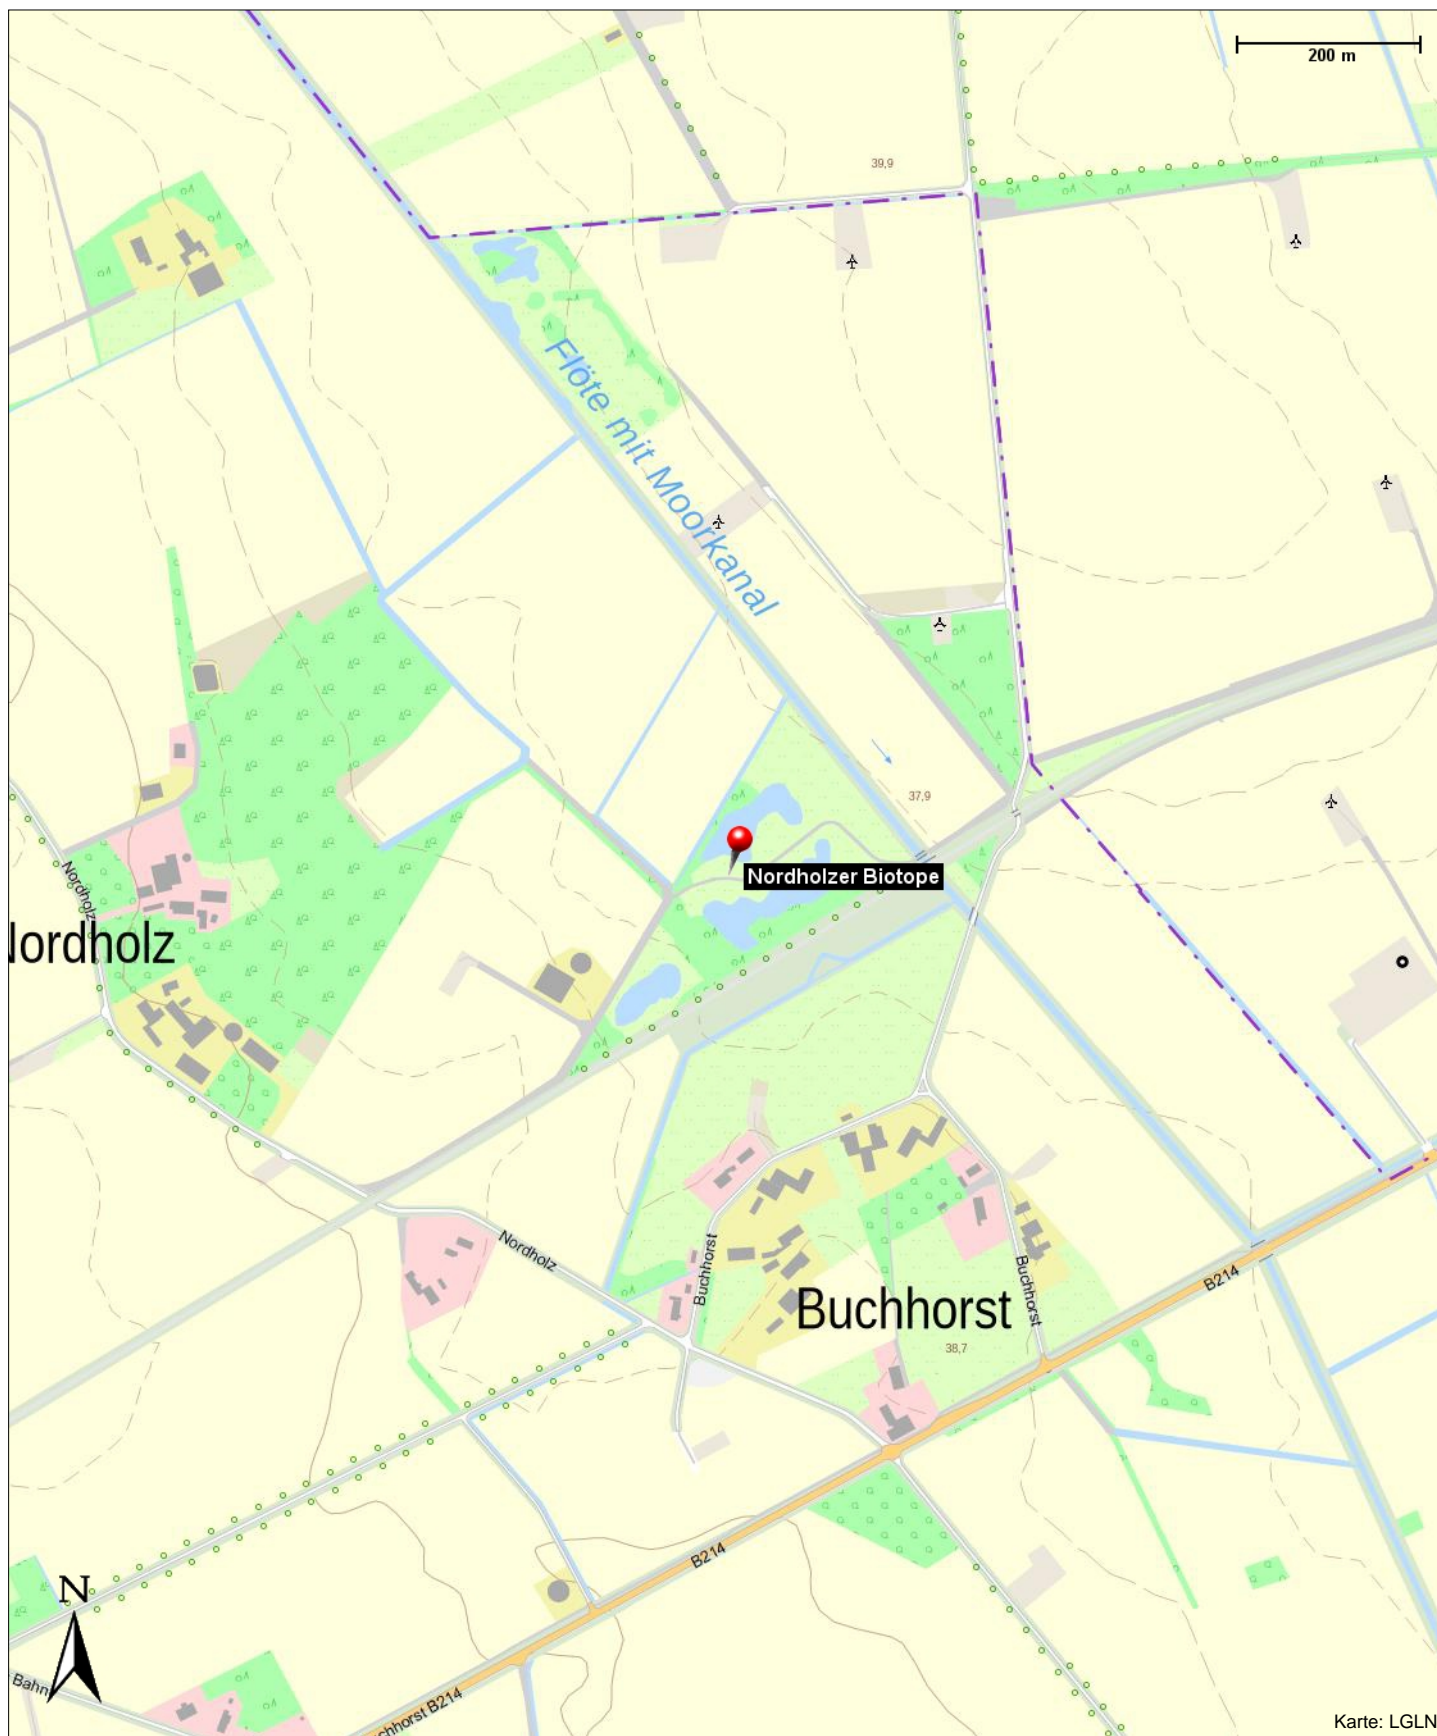 200 m
39,9
Flöte mit Moorkanal
37,9
Nordholzer Biotope
Nordholz
Nordholz
Nordholz
Buchhorst
Buchhorst
Buchhorst
B214
38,7
B214
N
Bahn
chhorst B214
Karte: LGLN